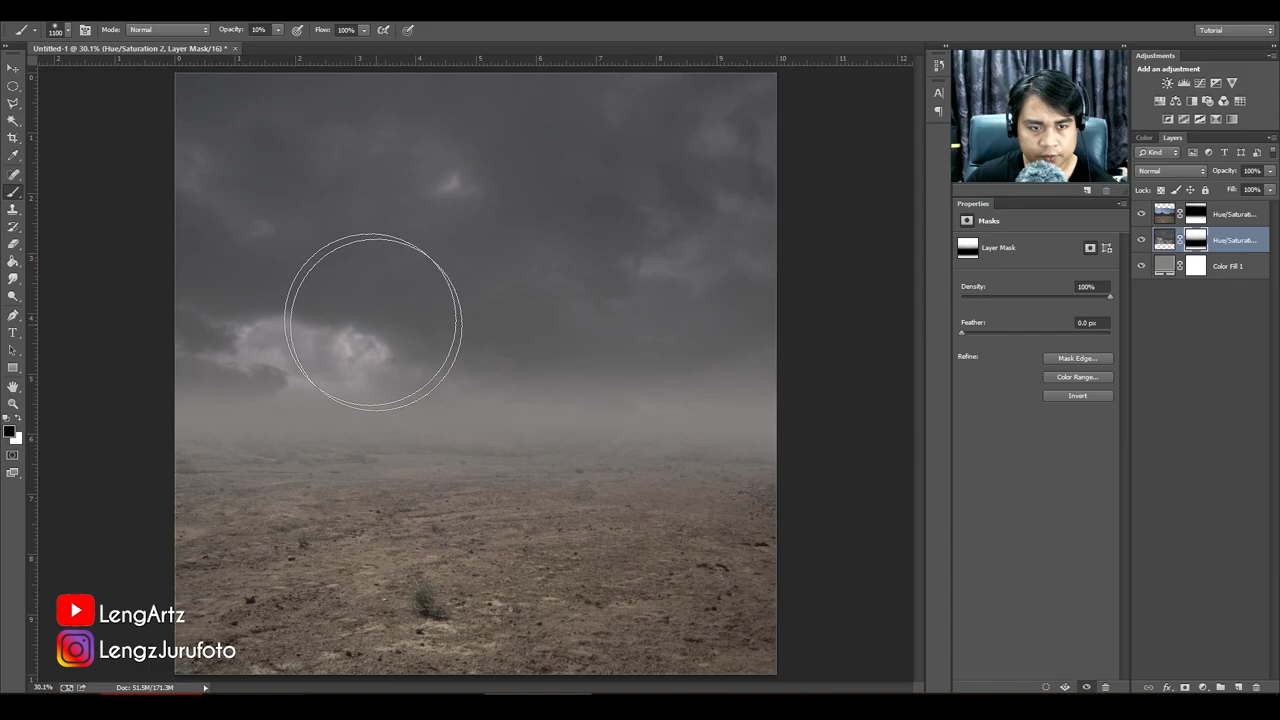 1100
Mode:
Normal
Opacity:
10%
Flow:
100%
Tutorial
Untitled-1 @ 30.1% (Hue/Saturation 2, Layer Mask/16) *
Adjustments
Add an adjustment
Color
Layers
Kind
Normal
Opacity:
100%
Lock:
Fill:
100%
Hue/Saturati...
Hue/Saturati...
Color Fill 1
Properties
Masks
Layer Mask
Density:
100%
Feather:
0.0 px
Refine:
Mask Edge...
Color Range...
Invert
LengArtz
LengzJurufoto
30.1%
Doc: 51.5M/171.3M